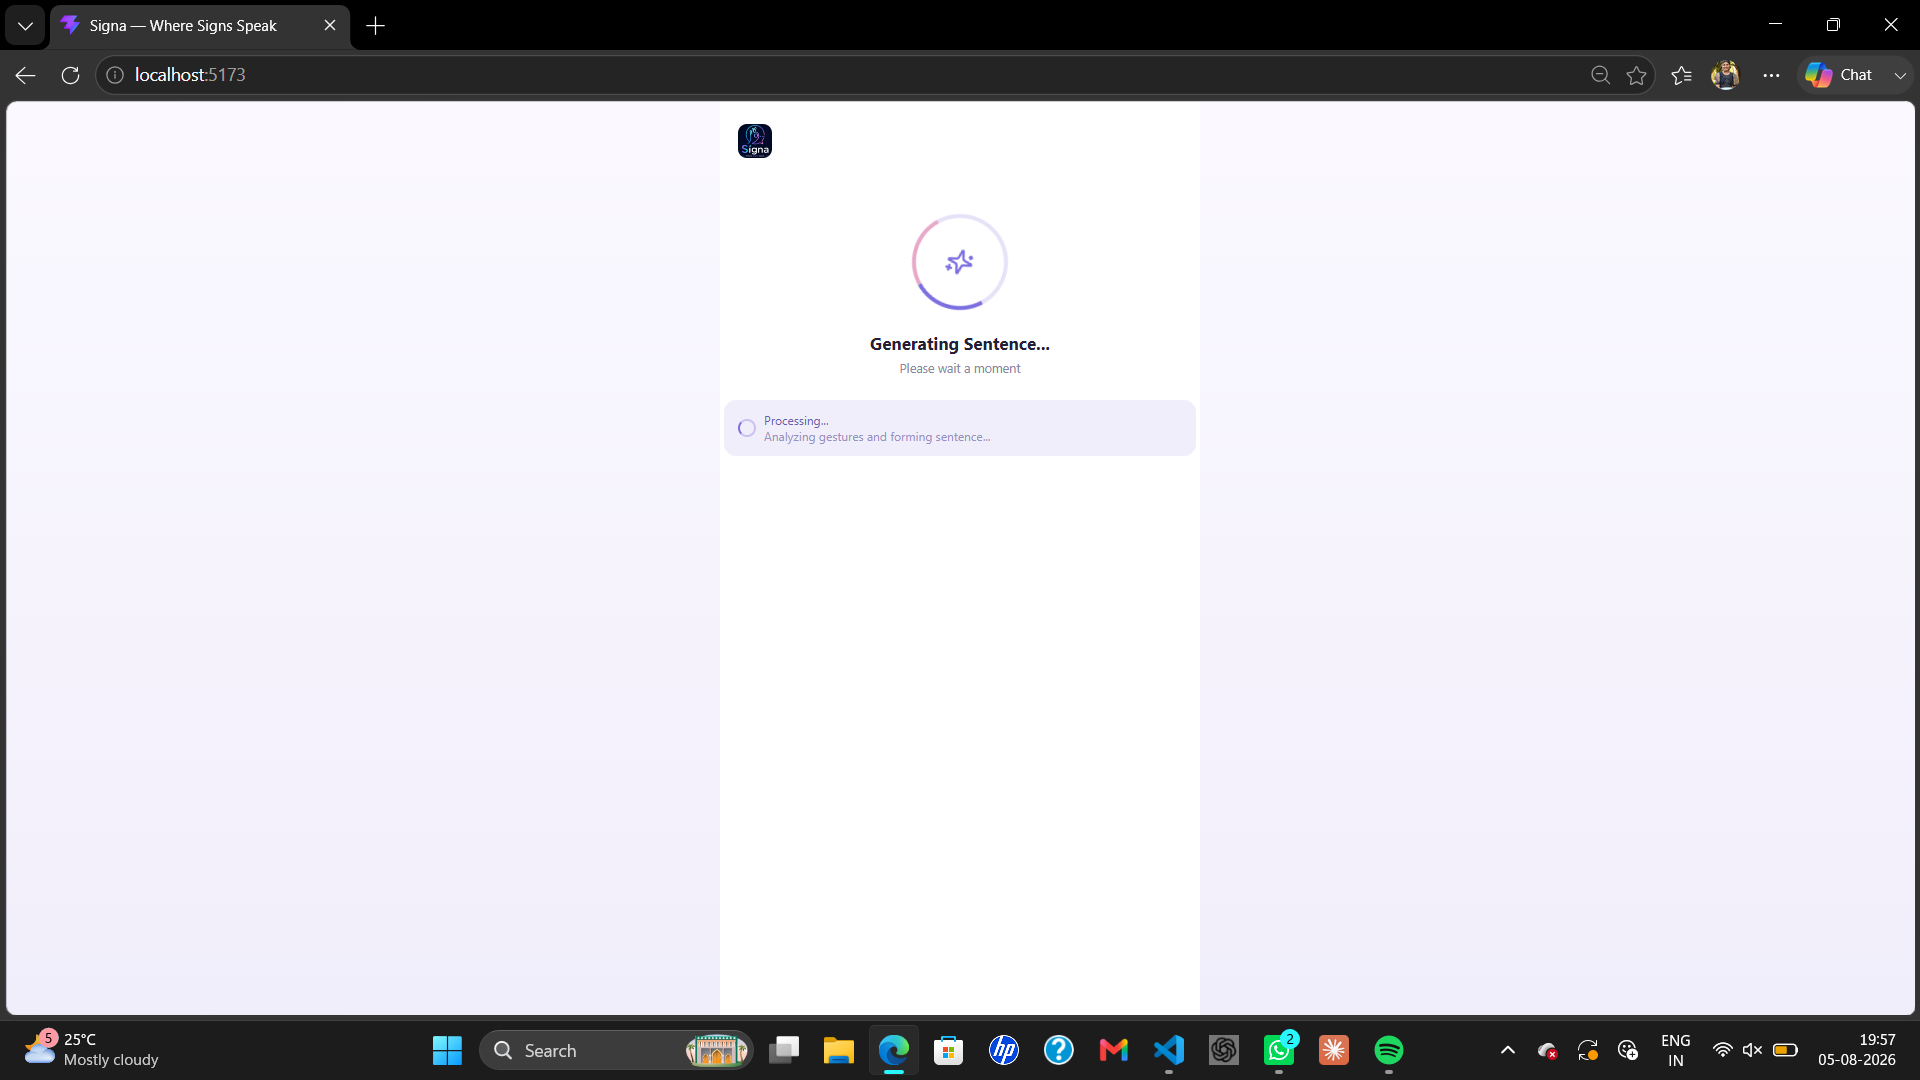 Signa — Where Signs Speak
localhost:5173
Chat
Signa
Generating Sentence...
Please wait a moment
Processing...
Analyzing gestures and forming sentence...
5
25°C
Mostly cloudy
Search
hp
2
ENG
IN
19:57
05-08-2026